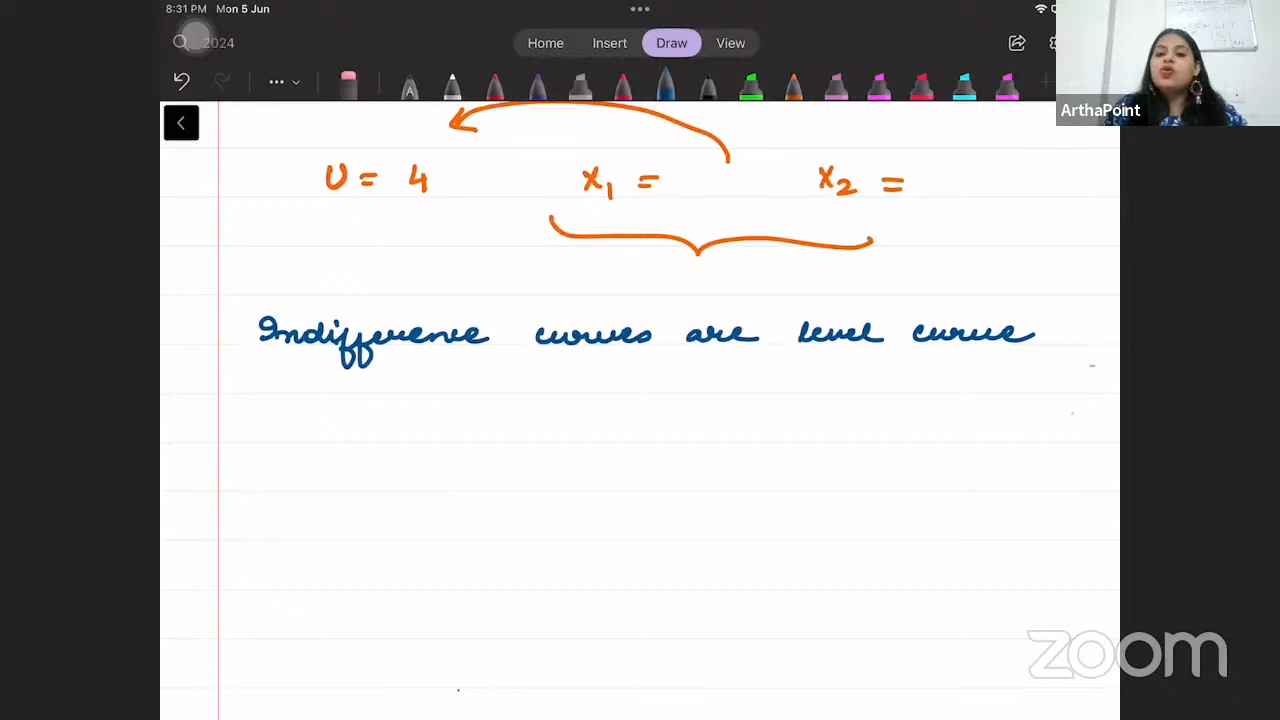 8:31 PM Mon 5 Jun
2024
Home Insert Draw View
A
ArthaPoint
U = 4 x1 = x2 =
Indifference curves are level curve
zoom